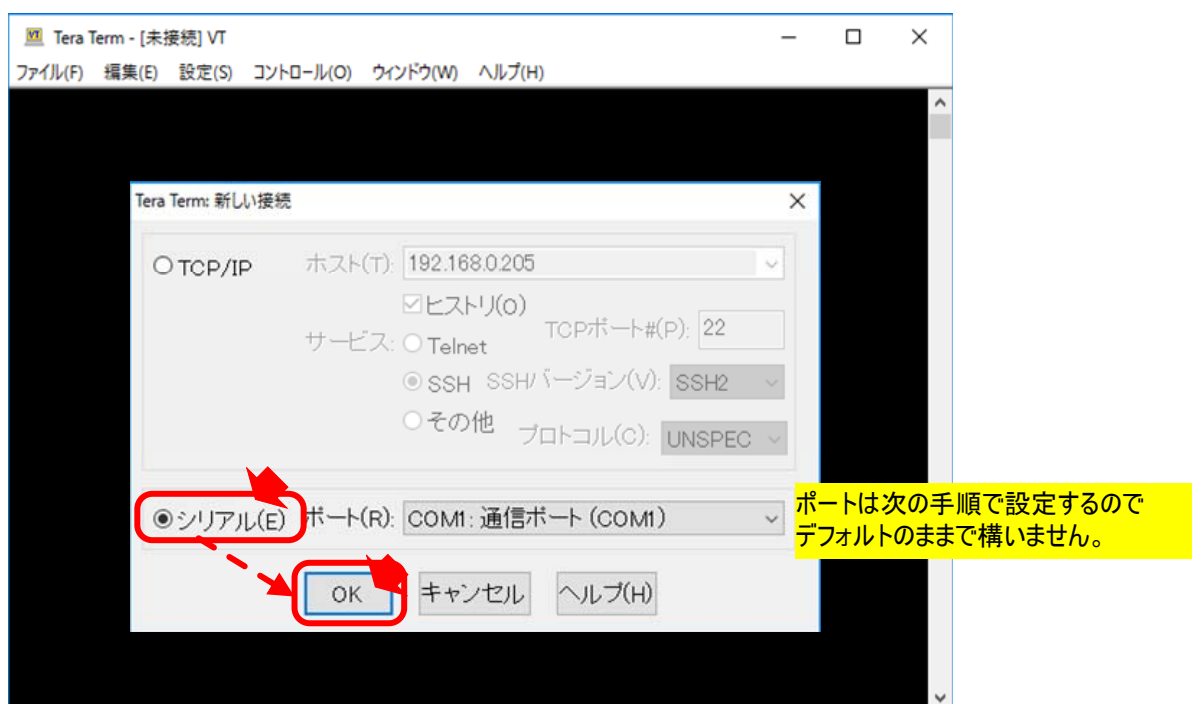 Tera Term - [未接続] VT
ファイル(F) 編集(E) 設定(S) コントロール(O) ウィンドウ(W) ヘルプ(H)
Tera Term: 新しい接続
TCP/IP ホスト(T): 192.168.0.205
ヒストリ(O)
サービス: Telnet TCPポート#(P): 22
SSH SSHバージョン(V): SSH2
その他 プロトコル(C): UNSPEC
シリアル(E) ポート(R): COM1: 通信ポート (COM1)
ポートは次の手順で設定するので
デフォルトのままで構いません。
OK キャンセル ヘルプ(H)